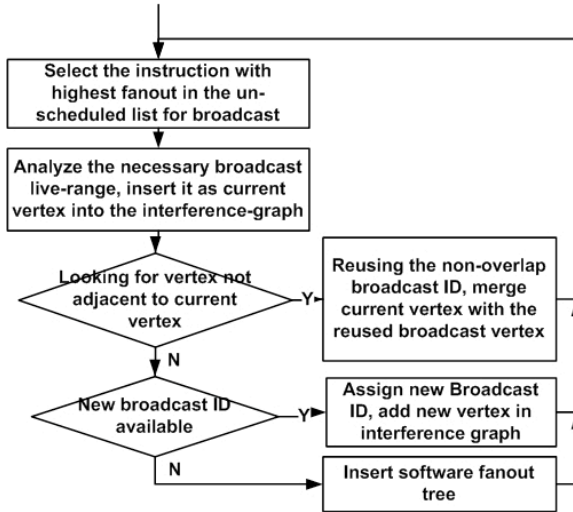 Select the instruction with
highest fanout in the un-
scheduled list for broadcast
Analyze the necessary broadcast
live-range, insert it as current
vertex into the interference-graph
Looking for vertex not
adjacent to current
vertex
Y
Reusing the non-overlap
broadcast ID, merge
current vertex with the
reused broadcast vertex
N
New broadcast ID
available
Y
Assign new Broadcast
ID, add new vertex in
interference graph
N
Insert software fanout
tree